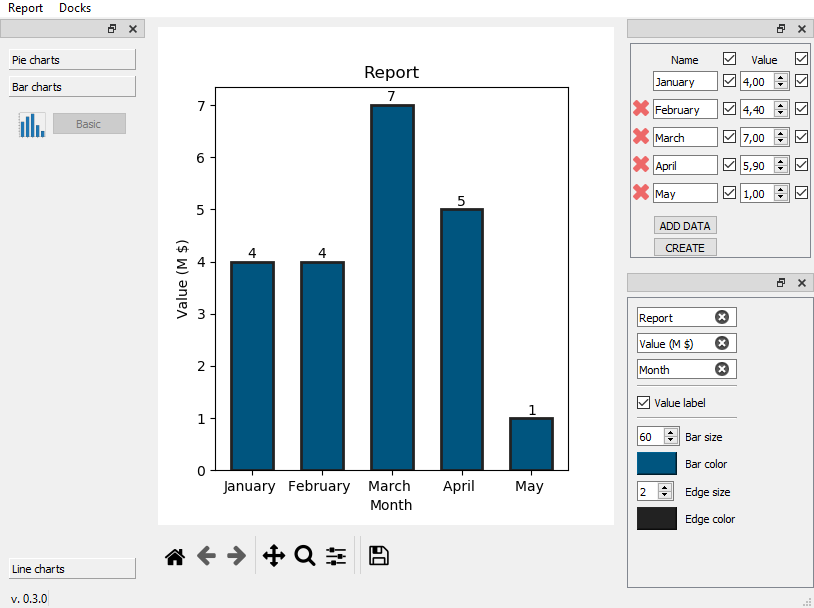 Report Docks
Pie charts
Bar charts
Basic
Line charts
v. 0.3.0
Report
7
6
5
4
3
2
1
0
Value (M $)
4
4
7
5
1
January February March April May
Month
Name Value
January 4,00
February 4,40
March 7,00
April 5,90
May 1,00
ADD DATA
CREATE
Report
Value (M $)
Month
Value label
60 Bar size
Bar color
2 Edge size
Edge color